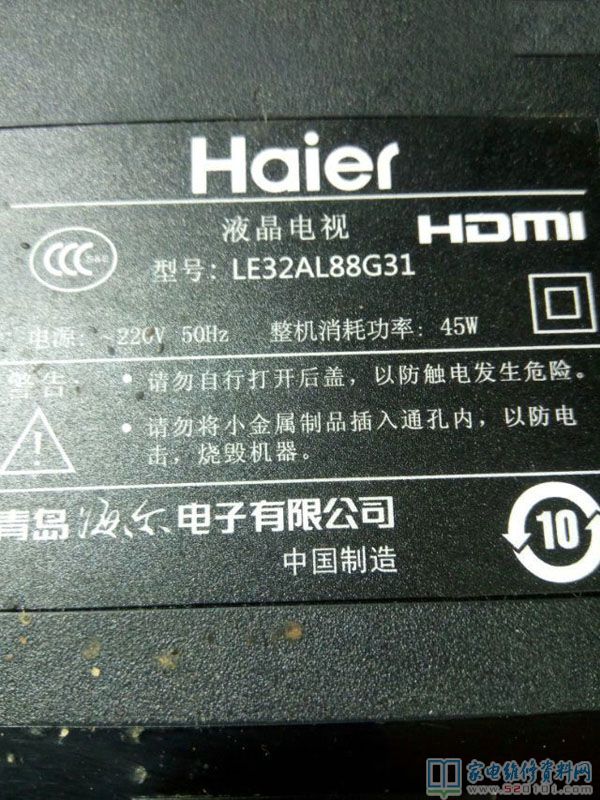 Haier
液晶电视
HDMI
CCC
S&E
型号: LE32AL88G31
电源: ~220V 50Hz 整机消耗功率: 45W
警告
• 请勿自行打开后盖，以防触电发生危险。
• 请勿将小金属制品插入通孔内，以防电
击，烧毁机器。
青岛海尔电子有限公司
中国制造
10
家电维修资料网
www.520101.com